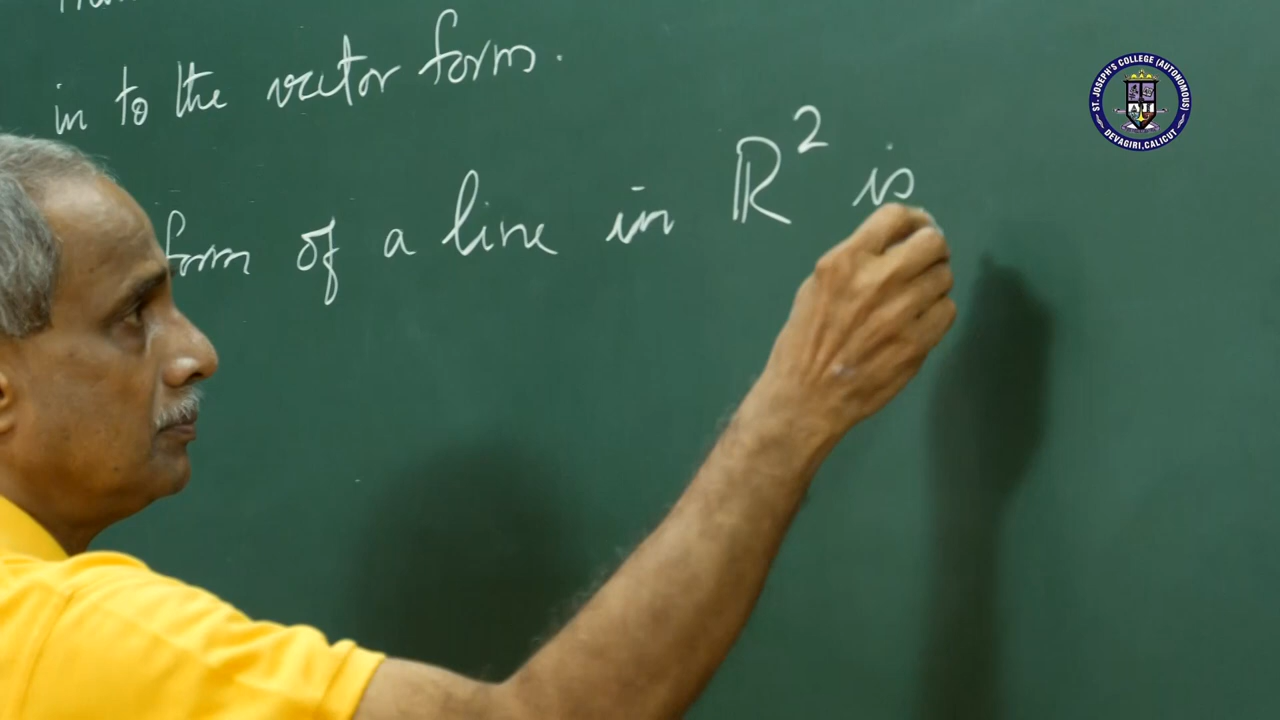 in to the vector form.
form of a line in ℝ² is
ST. JOSEPH'S COLLEGE (AUTONOMOUS)
DEVAGIRI, CALICUT